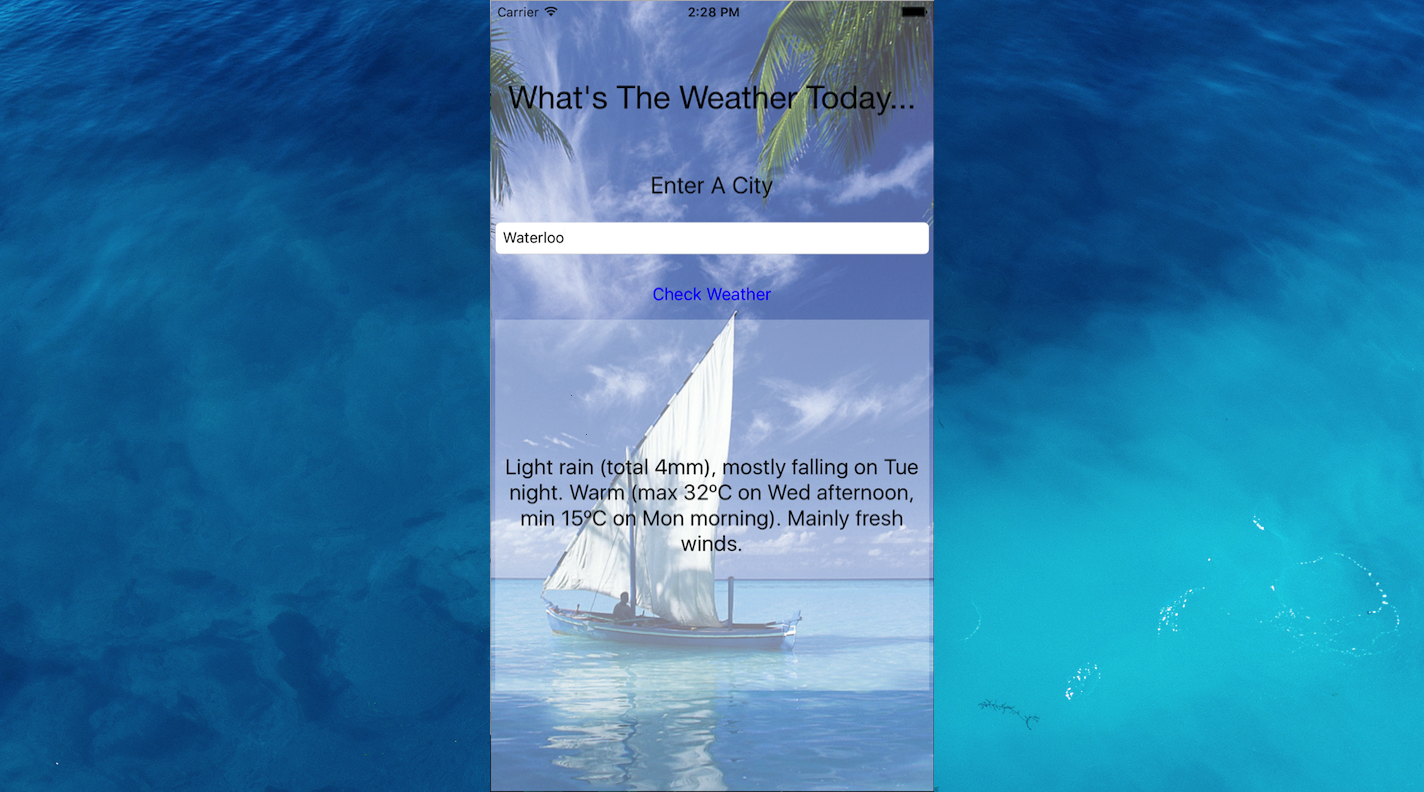 Carrier 2:28 PM
What's The Weather Today...
Enter A City
Waterloo
Check Weather
Light rain (total 4mm), mostly falling on Tue
night. Warm (max 32ºC on Wed afternoon,
min 15ºC on Mon morning). Mainly fresh
winds.